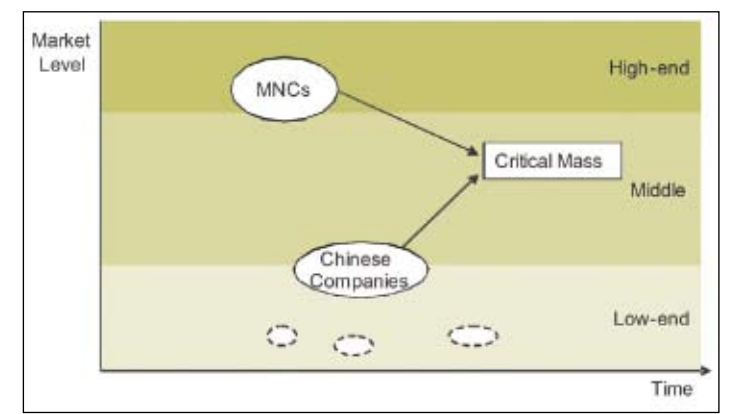 Market
Level
High-end
MNCs
Critical Mass
Middle
Chinese
Companies
Low-end
Time